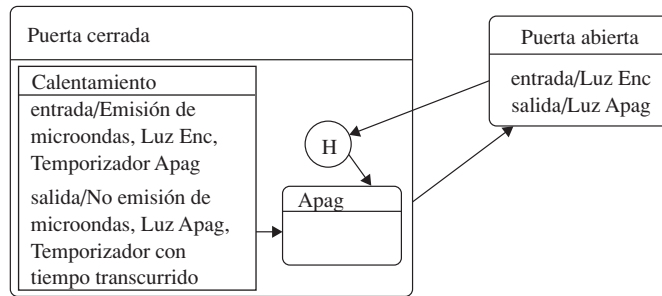 Puerta cerrada
Calentamiento
entrada/Emisión de
microondas, Luz Enc,
Temporizador Apag
salida/No emisión de
microondas, Luz Apag,
Temporizador con
tiempo transcurrido
H
Apag
Puerta abierta
entrada/Luz Enc
salida/Luz Apag